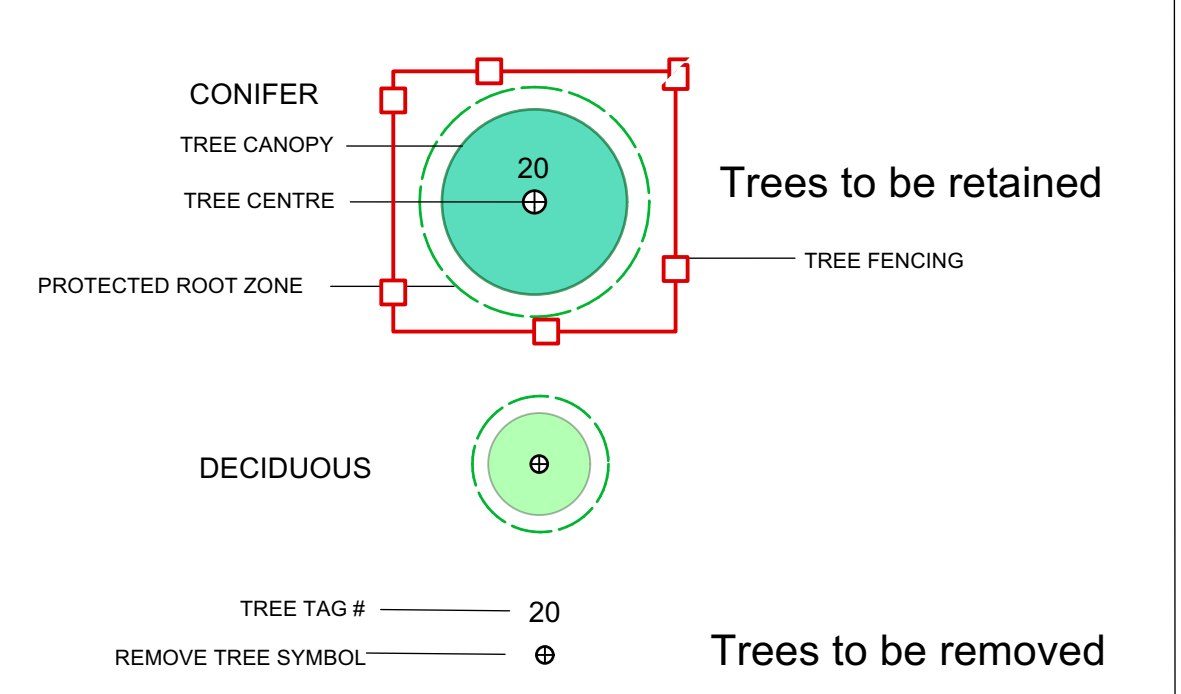 CONIFER
TREE CANOPY
20
TREE CENTRE
Trees to be retained
TREE FENCING
PROTECTED ROOT ZONE
DECIDUOUS
TREE TAG #
20
REMOVE TREE SYMBOL
Trees to be removed